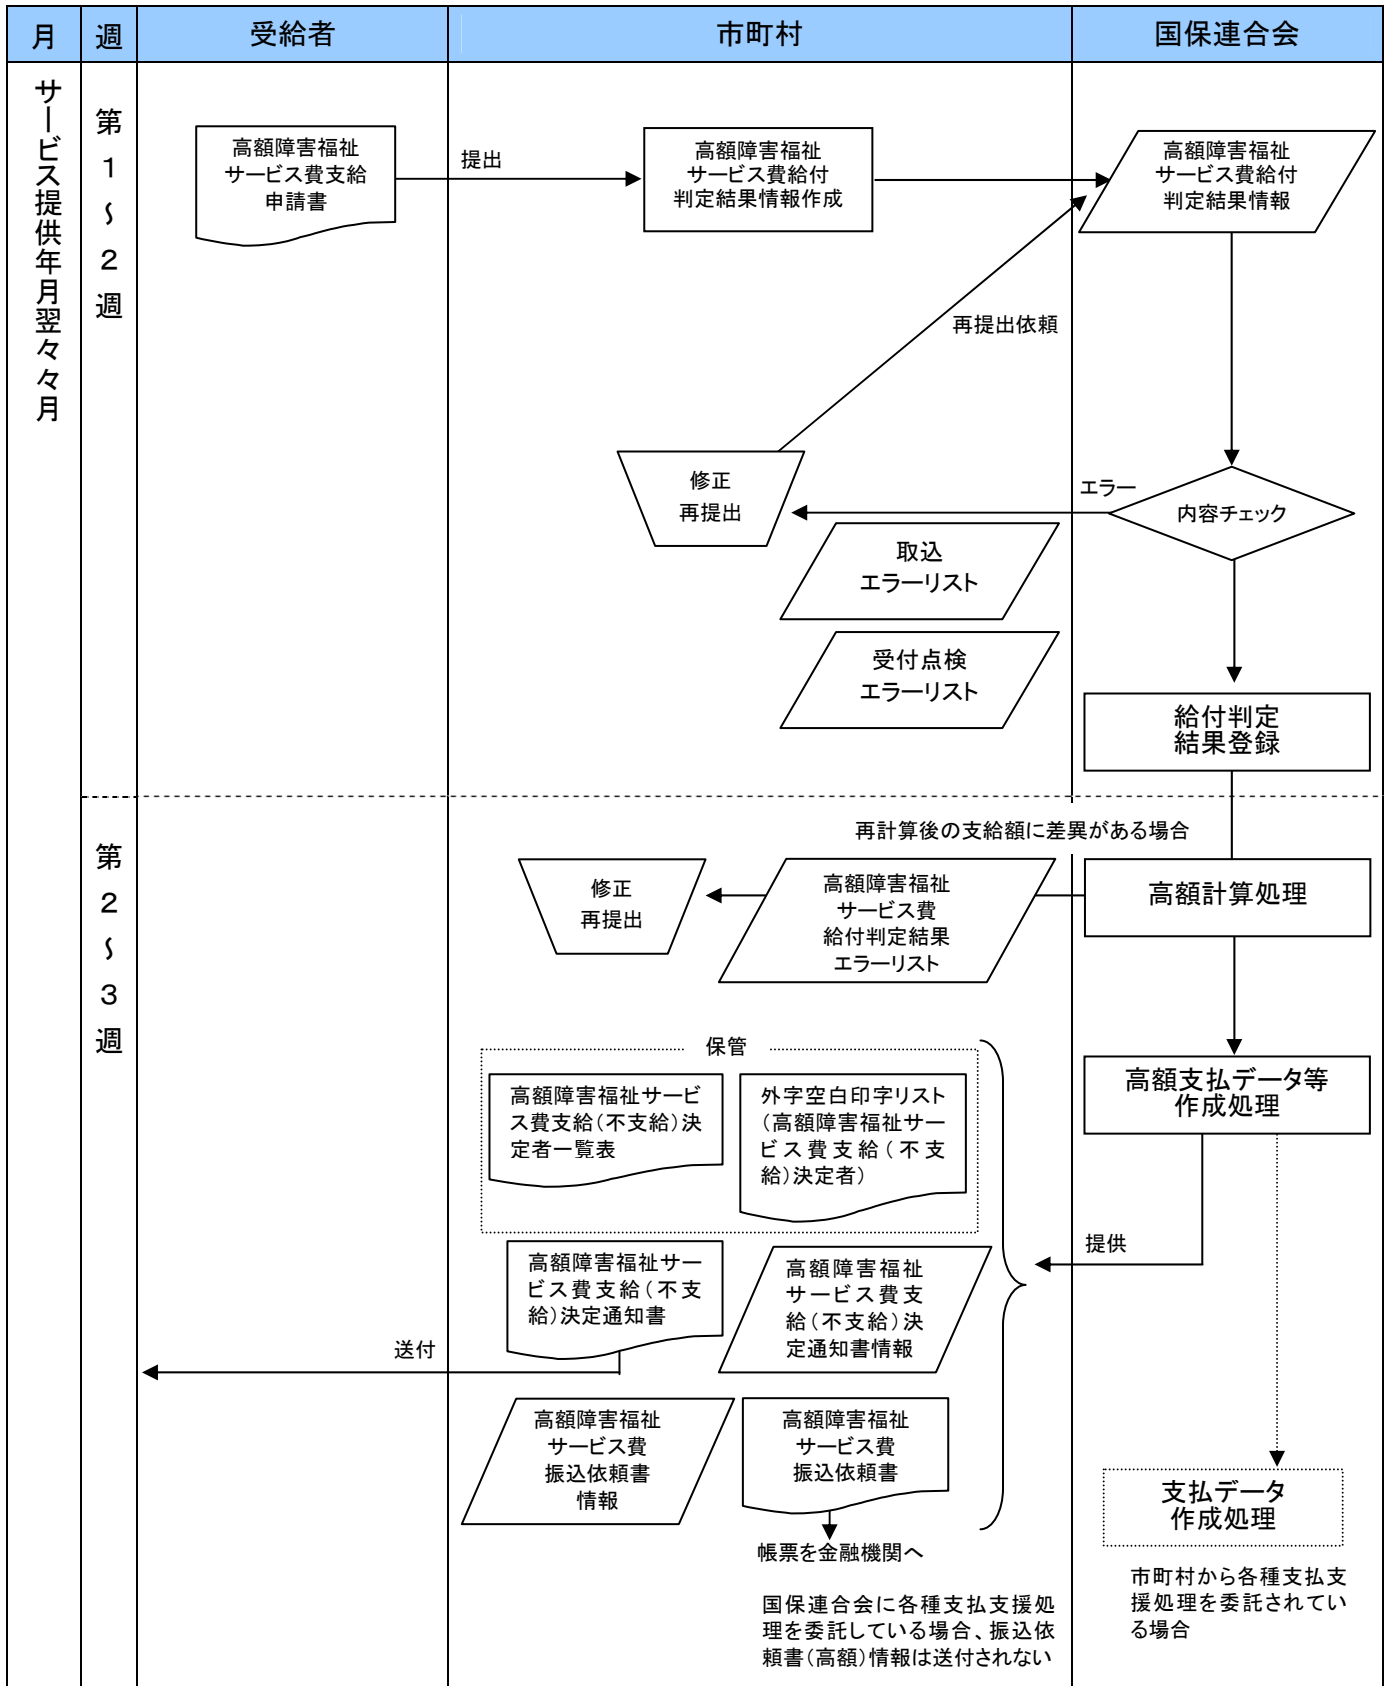 月
週
受給者
市町村
国保連合会
サービス提供年月翌々々月
第1～2週
高額障害福祉
サービス費支給
申請書
提出
高額障害福祉
サービス費給付
判定結果情報作成
高額障害福祉
サービス費給付
判定結果情報
再提出依頼
修正
再提出
エラー
内容チェック
取込
エラーリスト
受付点検
エラーリスト
給付判定
結果登録
第2～3週
再計算後の支給額に差異がある場合
修正
再提出
高額障害福祉
サービス費
給付判定結果
エラーリスト
高額計算処理
保管
高額障害福祉サービ
ス費支給（不支給）決
定者一覧表
外字空白印字リスト
（高額障害福祉サー
ビス費支給（不支
給）決定者）
高額支払データ等
作成処理
提供
高額障害福祉サー
ビス費支給（不支
給）決定通知書
高額障害福祉
サービス費支
給（不支給）決
定通知書情報
送付
高額障害福祉
サービス費
振込依頼書
情報
高額障害福祉
サービス費
振込依頼書
帳票を金融機関へ
支払データ
作成処理
国保連合会に各種支払支援処
理を委託している場合、振込依
頼書（高額）情報は送付されない
市町村から各種支払支
援処理を委託されてい
る場合